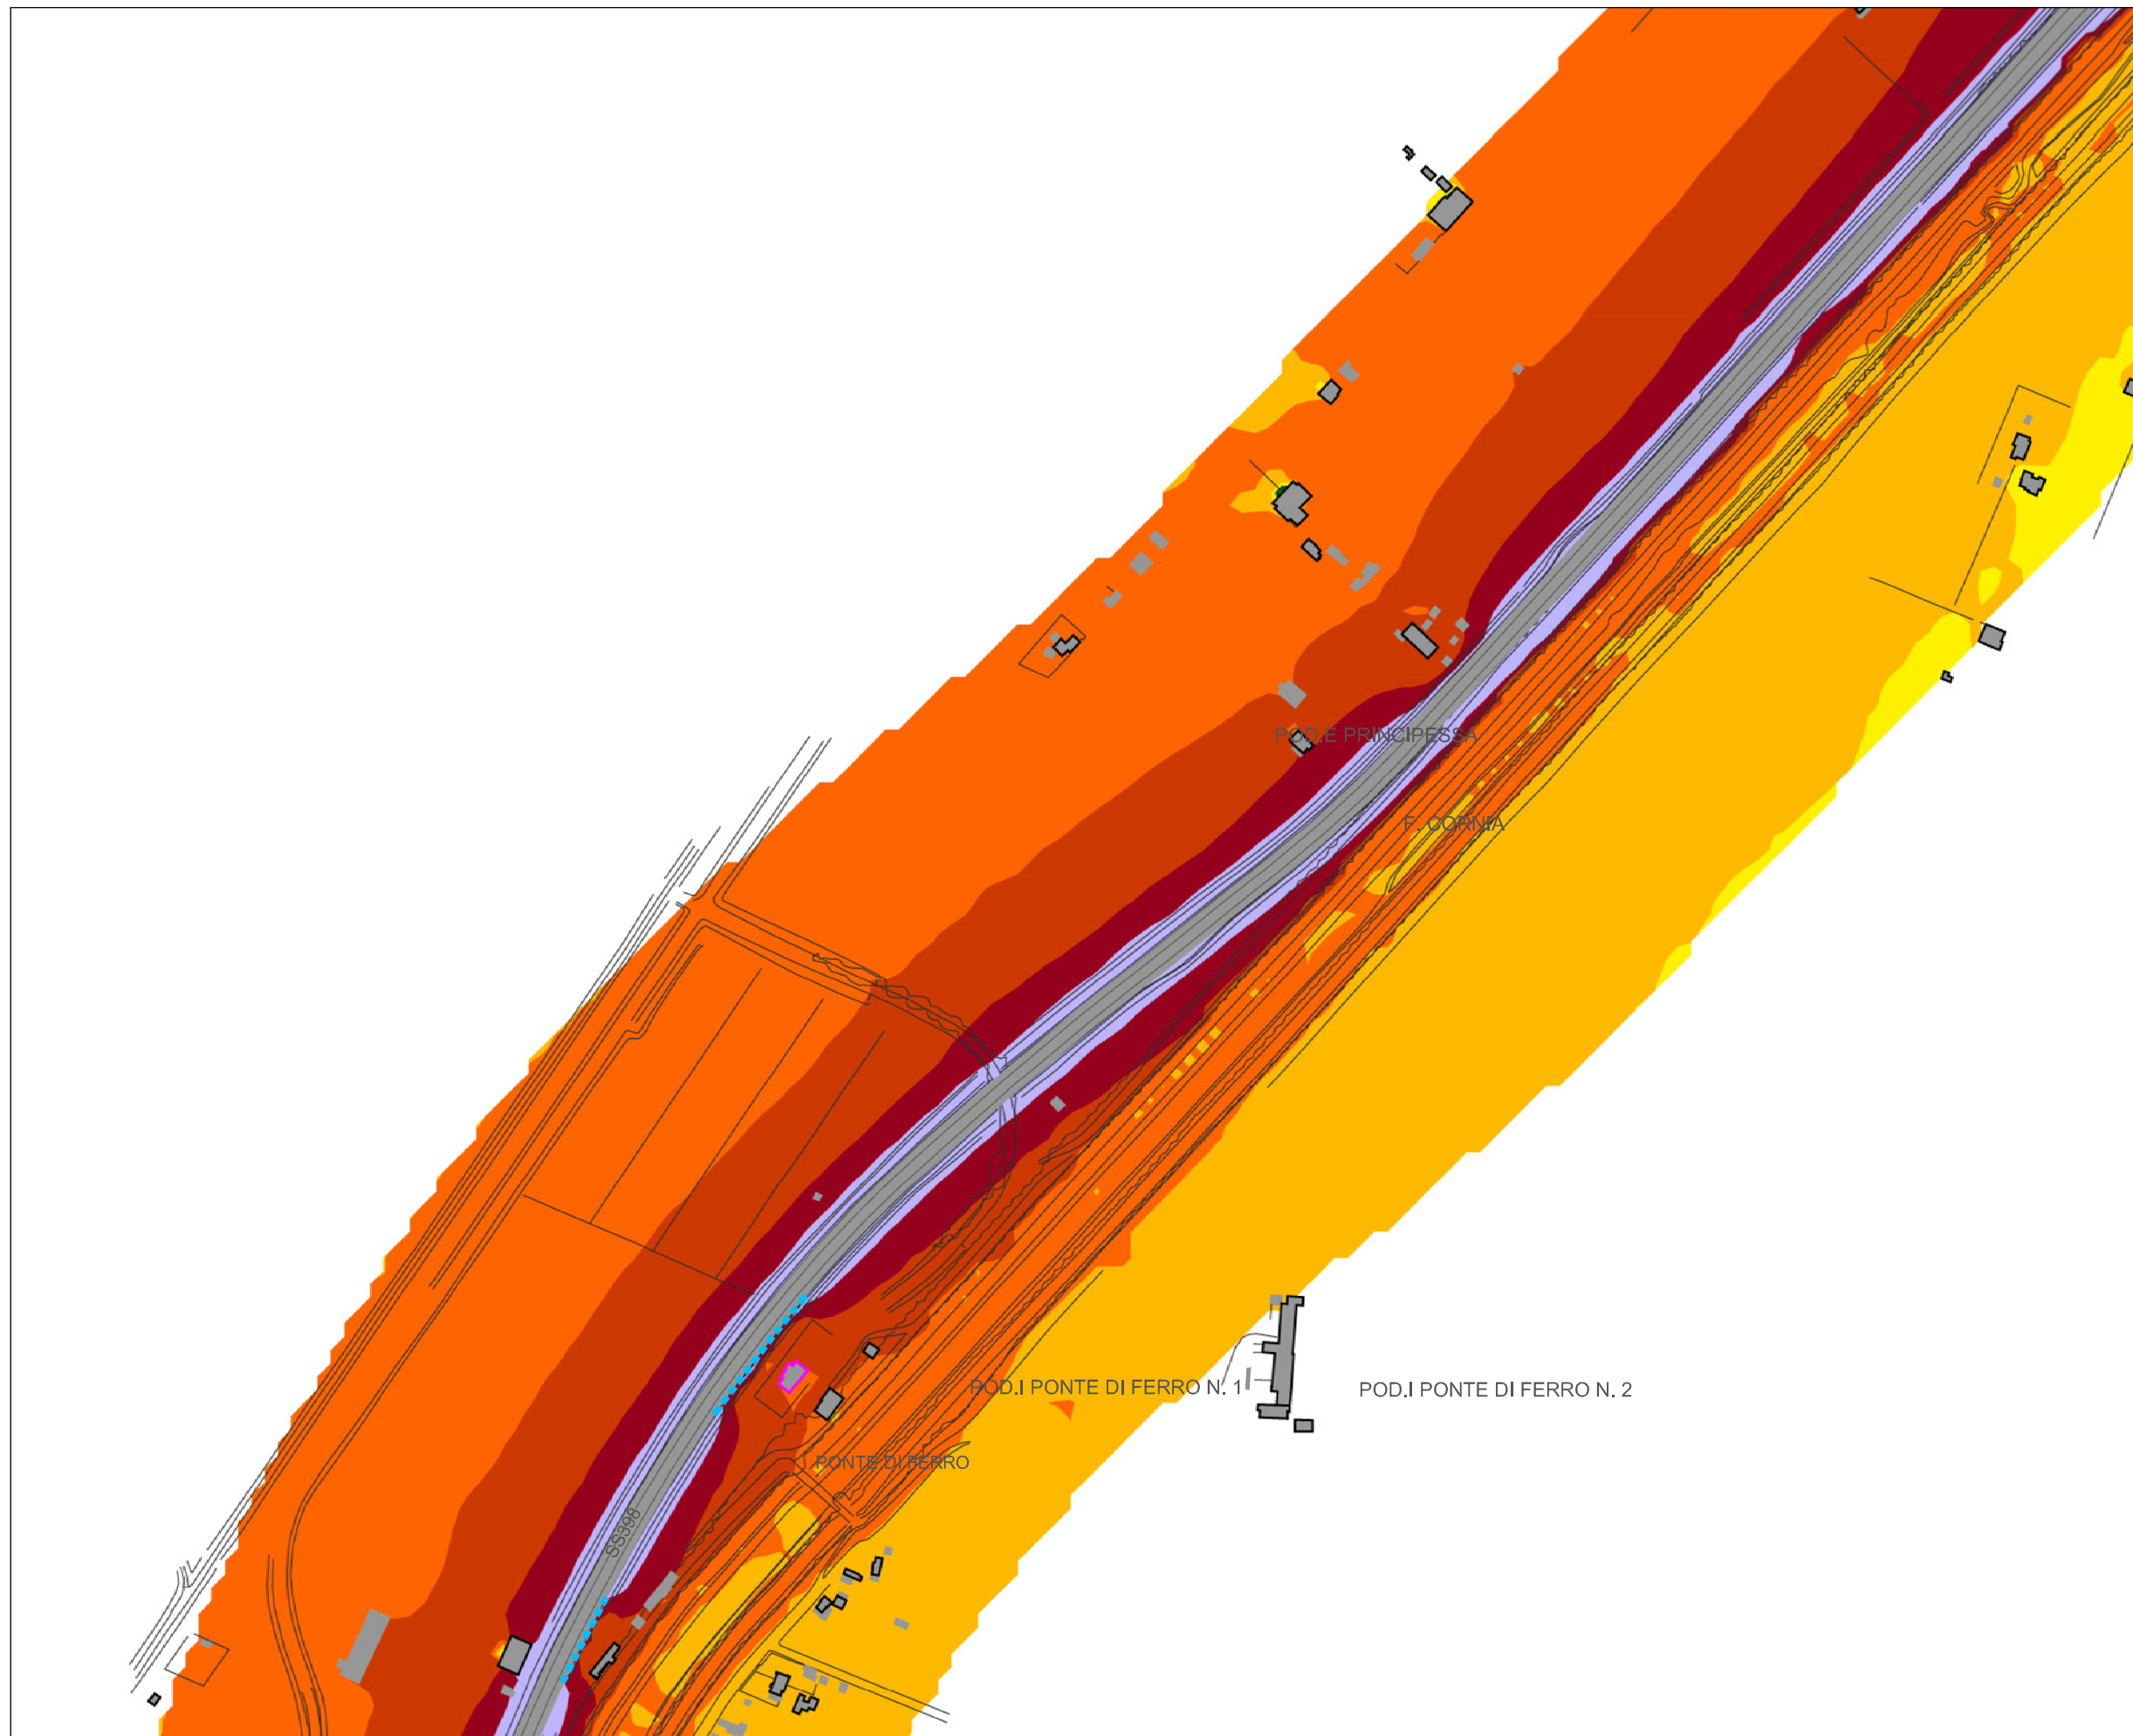 POD.E PRINCIPESSA
F. CORNIA
POD.I PONTE DI FERRO N. 1
POD.I PONTE DI FERRO N. 2
PONTE DI FERRO
SS398